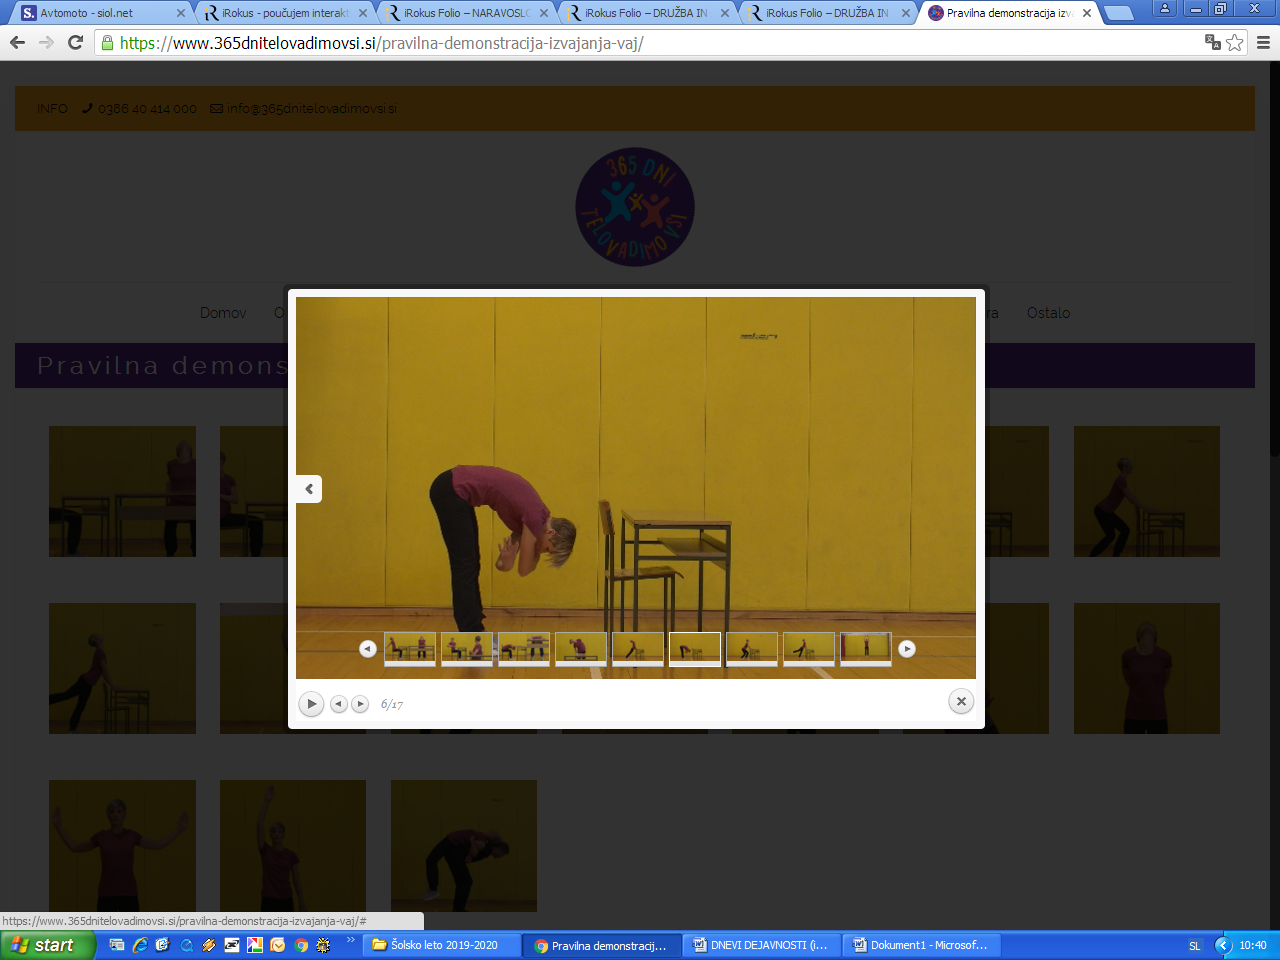 Avtomoto - siol.net
iRokus - poučujem interakt
iRokus Folio – NARAVOSLO
iRokus Folio – DRUŽBA IN
iRokus Folio – DRUŽBA IN
Pravilna demonstracija izva
https://www.365dnitelovadimovsi.si/pravilna-demonstracija-izvajanja-vaj/
INFO 0386 40 414 000 info@365dnitelovadimovsi.si
365 DNI
TELOVADIMO VSI
Domov O ra Ostalo
Pravilna demons
6/17
https://www.365dnitelovadimovsi.si/pravilna-demonstracija-izvajanja-vaj/#
start
Šolsko leto 2019-2020
Pravilna demonstracij...
DNEVI DEJAVNOSTI (i...
Dokument1 - Microsof...
SL
10:40